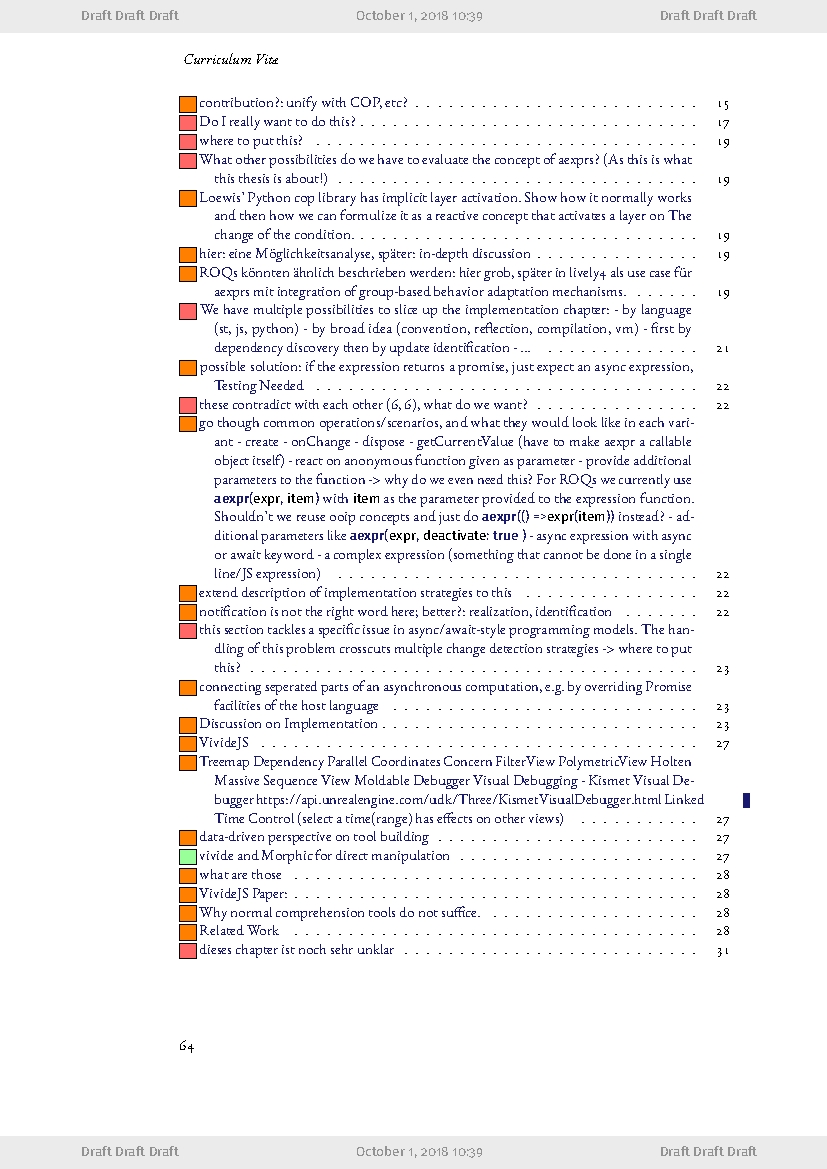 Draft Draft Draft October 1, 2018 10:39 Draft Draft Draft
Curriculum Vitæ
contribution?: unify with COP, etc? . . . . . . . . . . . . . . . . . . . . . . . . . . 15
Do I really want to do this? . . . . . . . . . . . . . . . . . . . . . . . . . . . . . . . 17
where to put this? . . . . . . . . . . . . . . . . . . . . . . . . . . . . . . . . . . . 19
What other possibilities do we have to evaluate the concept of aexprs? (As this is what
this thesis is about!) . . . . . . . . . . . . . . . . . . . . . . . . . . . . . . . . . 19
Loewis' Python cop library has implicit layer activation. Show how it normally works
and then how we can formulize it as a reactive concept that activates a layer on The
change of the condition. . . . . . . . . . . . . . . . . . . . . . . . . . . . . . . . 19
hier: eine Möglichkeitsanalyse, später: in-depth discussion . . . . . . . . . . . . . . . 19
ROQs könnten ähnlich beschrieben werden: hier grob, später in lively4 als use case für
aexprs mit integration of group-based behavior adaptation mechanisms. . . . . . . 19
We have multiple possibilities to slice up the implementation chapter: - by language
(st, js, python) - by broad idea (convention, reflection, compilation, vm) - first by
dependency discovery then by update identification - ... . . . . . . . . . . . . . . 21
possible solution: if the expression returns a promise, just expect an async expression,
Testing Needed . . . . . . . . . . . . . . . . . . . . . . . . . . . . . . . . . . . 22
these contradict with each other (6, 6), what do we want? . . . . . . . . . . . . . . . 22
go though common operations/scenarios, and what they would look like in each vari-
ant - create - onChange - dispose - getCurrentValue (have to make aexpr a callable
object itself) - react on anonymous function given as parameter - provide additional
parameters to the function -> why do we even need this? For ROQs we currently use
aexpr(expr, item) with item as the parameter provided to the expression function.
Shouldn't we reuse ooip concepts and just do aexpr(() =>expr(item)) instead? - ad-
ditional parameters like aexpr(expr, deactivate: true ) - async expression with async
or await keyword - a complex expression (something that cannot be done in a single
line/JS expression) . . . . . . . . . . . . . . . . . . . . . . . . . . . . . . . . . 22
extend description of implementation strategies to this . . . . . . . . . . . . . . . . 22
notification is not the right word here; better?: realization, identification . . . . . . . 22
this section tackles a specific issue in async/await-style programming models. The han-
dling of this problem crosscuts multiple change detection strategies -> where to put
this? . . . . . . . . . . . . . . . . . . . . . . . . . . . . . . . . . . . . . . . . . 23
connecting seperated parts of an asynchronous computation, e.g. by overriding Promise
facilities of the host language . . . . . . . . . . . . . . . . . . . . . . . . . . . . 23
Discussion on Implementation . . . . . . . . . . . . . . . . . . . . . . . . . . . . . 23
VivideJS . . . . . . . . . . . . . . . . . . . . . . . . . . . . . . . . . . . . . . . . 27
Treemap Dependency Parallel Coordinates Concern FilterView PolymetricView Holten
Massive Sequence View Moldable Debugger Visual Debugging - Kismet Visual De-
bugger https://api.unrealengine.com/udk/Three/KismetVisualDebugger.html Linked
Time Control (select a time(range) has effects on other views) . . . . . . . . . . . 27
data-driven perspective on tool building . . . . . . . . . . . . . . . . . . . . . . . . 27
vivide and Morphic for direct manipulation . . . . . . . . . . . . . . . . . . . . . . 27
what are those . . . . . . . . . . . . . . . . . . . . . . . . . . . . . . . . . . . . . 28
VivideJS Paper: . . . . . . . . . . . . . . . . . . . . . . . . . . . . . . . . . . . . . 28
Why normal comprehension tools do not suffice. . . . . . . . . . . . . . . . . . . . 28
Related Work . . . . . . . . . . . . . . . . . . . . . . . . . . . . . . . . . . . . . 28
dieses chapter ist noch sehr unklar . . . . . . . . . . . . . . . . . . . . . . . . . . . 31
64
Draft Draft Draft October 1, 2018 10:39 Draft Draft Draft